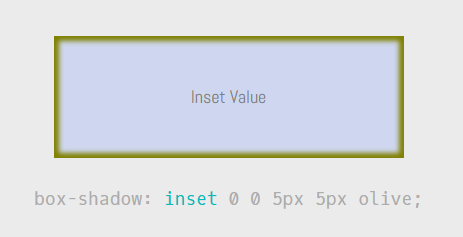 Inset Value
box-shadow: inset 0 0 5px 5px olive;